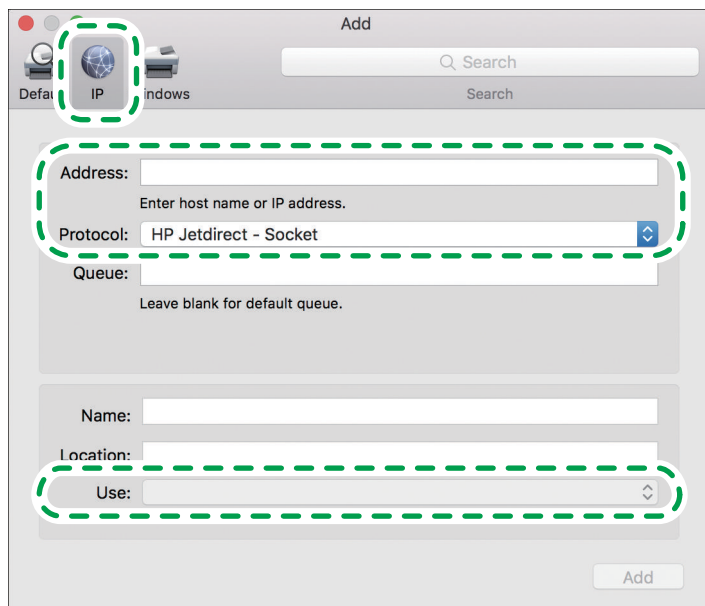 Add
Search
Defau IP indows Search
Address:
Enter host name or IP address.
Protocol: HP Jetdirect - Socket
Queue:
Leave blank for default queue.
Name:
Location:
Use:
Add